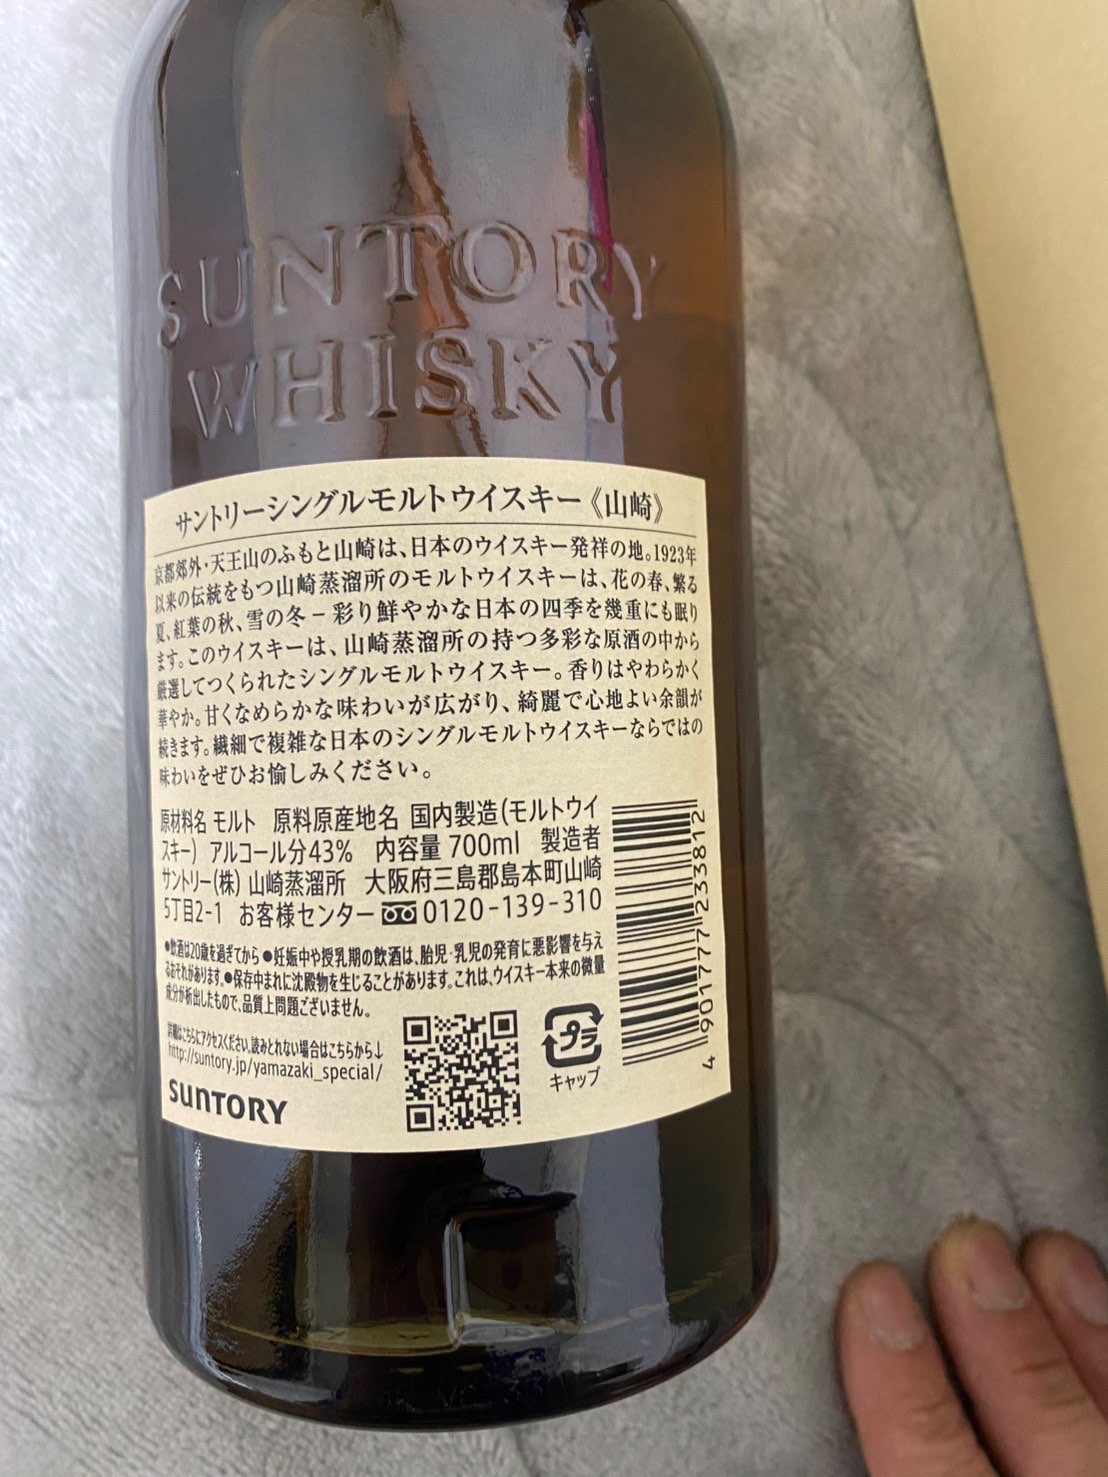 SUNTORY
WHISKY
サントリーシングルモルトウイスキー《山崎》
京都郊外・天王山のふもと山崎は、日本のウイスキー発祥の地。1923年
以来の伝統をもつ山崎蒸溜所のモルトウイスキーは、花の春、繁る
夏、紅葉の秋、雪の冬－彩り鮮やかな日本の四季を幾重にも眠り
ます。このウイスキーは、山崎蒸溜所の持つ多彩な原酒の中から
厳選してつくられたシングルモルトウイスキー。香りはやわらかく
華やか。甘くなめらかな味わいが広がり、綺麗で心地よい余韻が
続きます。繊細で複雑な日本のシングルモルトウイスキーならではの
味わいをぜひお愉しみください。
原材料名 モルト 原料原産地名 国内製造(モルトウイ
スキー) アルコール分43% 内容量 700ml 製造者
サントリー(株) 山崎蒸溜所 大阪府三島郡島本町山崎
5丁目2-1 お客様センター 0120-139-310
●飲酒は20歳を過ぎてから ●妊娠中や授乳期の飲酒は、胎児・乳児の発育に悪影響を与え
るおそれがあります。●保存中まれに沈殿物を生じることがあります。これは、ウイスキー本来の微量
成分が析出したもので、品質上問題ございません。
詳細はこちらにアクセスください。読みとれない場合はこちらから↓
http://suntory.jp/yamazaki_special/
SUNTORY
プラ
キャップ
4 901777 233812